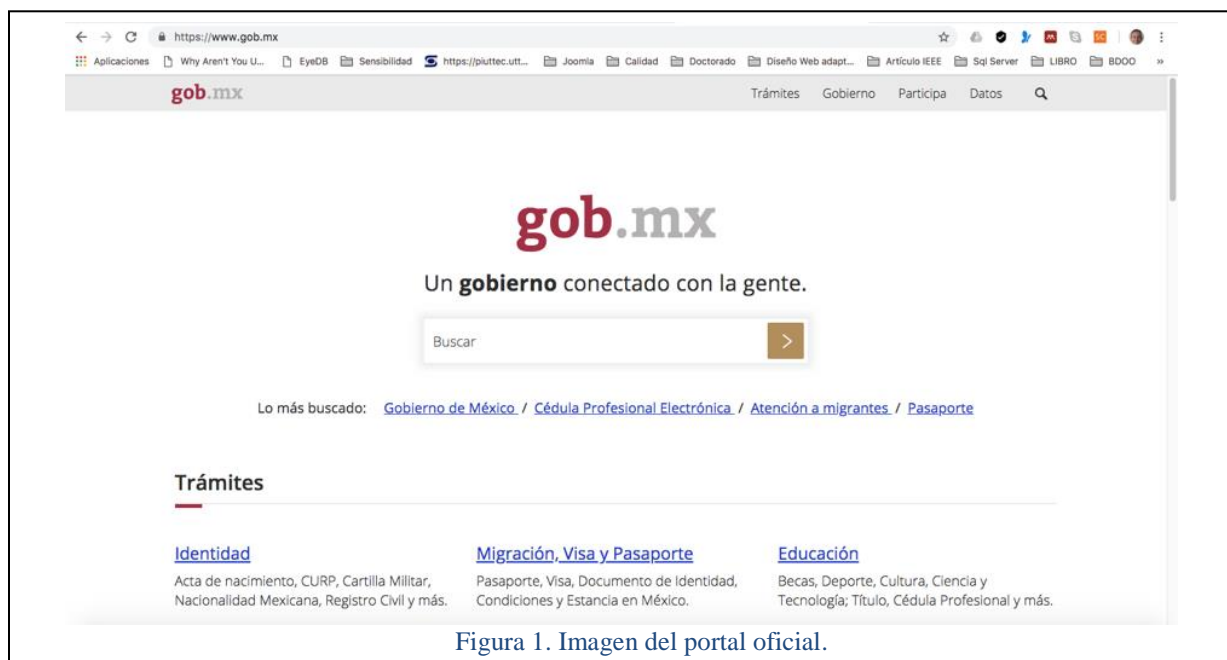 https://www.gob.mx
Aplicaciones Why Aren't You U... EyeDB Sensibilidad https://piuttec.utt... Joomla Calidad Doctorado Diseño Web adapt... Artículo IEEE Sql Server LIBRO BDOO »
gob.mx Trámites Gobierno Participa Datos
gob.mx
Un gobierno conectado con la gente.
Buscar
Lo más buscado: Gobierno de México / Cédula Profesional Electrónica / Atención a migrantes / Pasaporte
Trámites
Identidad Migración, Visa y Pasaporte Educación
Acta de nacimiento, CURP, Cartilla Militar, Pasaporte, Visa, Documento de Identidad, Becas, Deporte, Cultura, Ciencia y
Nacionalidad Mexicana, Registro Civil y más. Condiciones y Estancia en México. Tecnología; Título, Cédula Profesional y más.
Figura 1. Imagen del portal oficial.